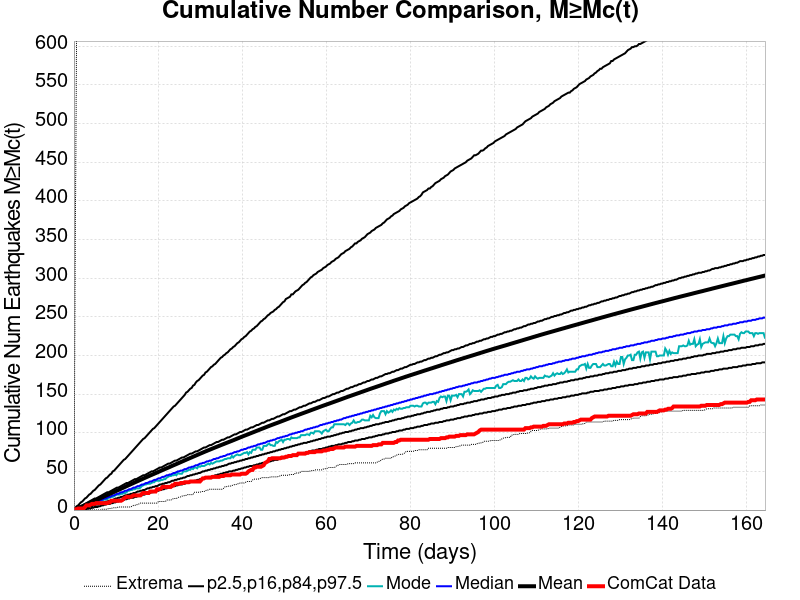 Cumulative Number Comparison, M≥Mc(t)
600
550
500
450
400
350
300
250
200
150
100
50
0
Cumulative Num Earthquakes M≥Mc(t)
0 20 40 60 80 100 120 140 160
Time (days)
Extrema p2.5,p16,p84,p97.5 Mode Median Mean ComCat Data